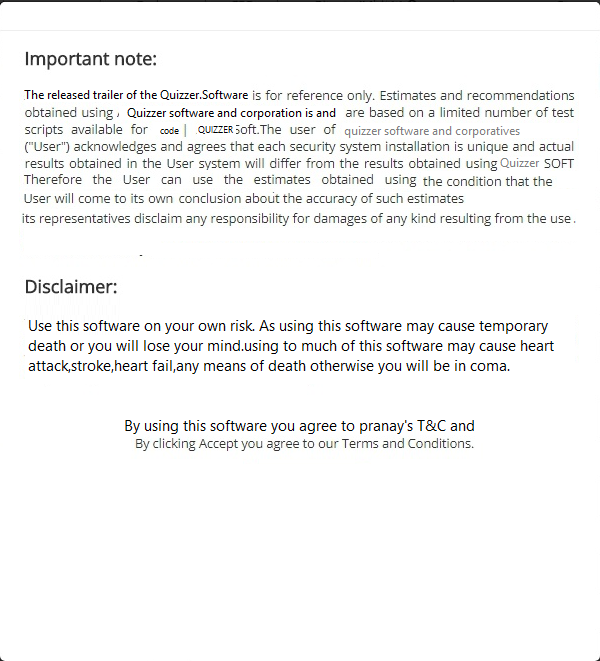 Important note:
The released trailer of the Quizzer.Software is for reference only. Estimates and recommendations
obtained using , Quizzer software and corporation is and are based on a limited number of test
scripts available for code | QUIZZER Soft.The user of quizzer software and corporatives
("User") acknowledges and agrees that each security system installation is unique and actual
results obtained in the User system will differ from the results obtained using Quizzer SOFT
Therefore the User can use the estimates obtained using the condition that the
User will come to its own conclusion about the accuracy of such estimates
its representatives disclaim any responsibility for damages of any kind resulting from the use.
Disclaimer:
Use this software on your own risk. As using this software may cause temporary
death or you will lose your mind.using to much of this software may cause heart
attack,stroke,heart fail,any means of death otherwise you will be in coma.
By using this software you agree to pranay's T&C and
By clicking Accept you agree to our Terms and Conditions.